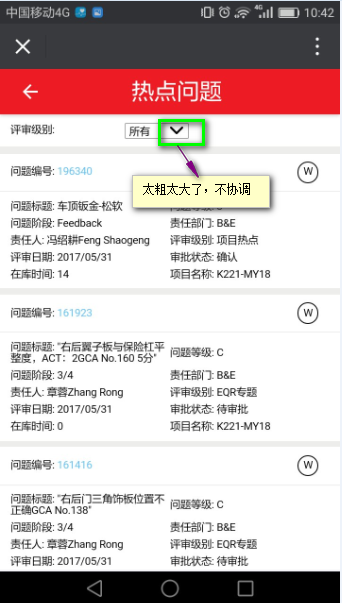 中国移动4G 4G 10:42
热点问题
评审级别: 所有
太粗太大了，不协调
问题编号: 196340 W
问题标题: 车顶钣金-松软
问题阶段: Feedback 责任部门: B&E
责任人: 冯绍耕Feng Shaogeng 评审级别: 项目热点
评审日期: 2017/05/31 审批状态: 确认
在库时间: 14 项目名称: K221-MY18
问题编号: 161923 W
问题标题: "右后翼子板与保险杠平
整度，ACT：2GCA No.160 5分" 问题等级: C
问题阶段: 3/4 责任部门: B&E
责任人: 章蓉Zhang Rong 评审级别: EQR专题
评审日期: 2017/05/31 审批状态: 待审批
在库时间: 0 项目名称: K221-MY18
问题编号: 161416 W
问题标题: "右后门三角饰板位置不
正确GCA No.138" 问题等级: C
问题阶段: 3/4 责任部门: B&E
责任人: 章蓉Zhang Rong 评审级别: EQR专题
评审日期: 2017/05/31 审批状态: 待审批